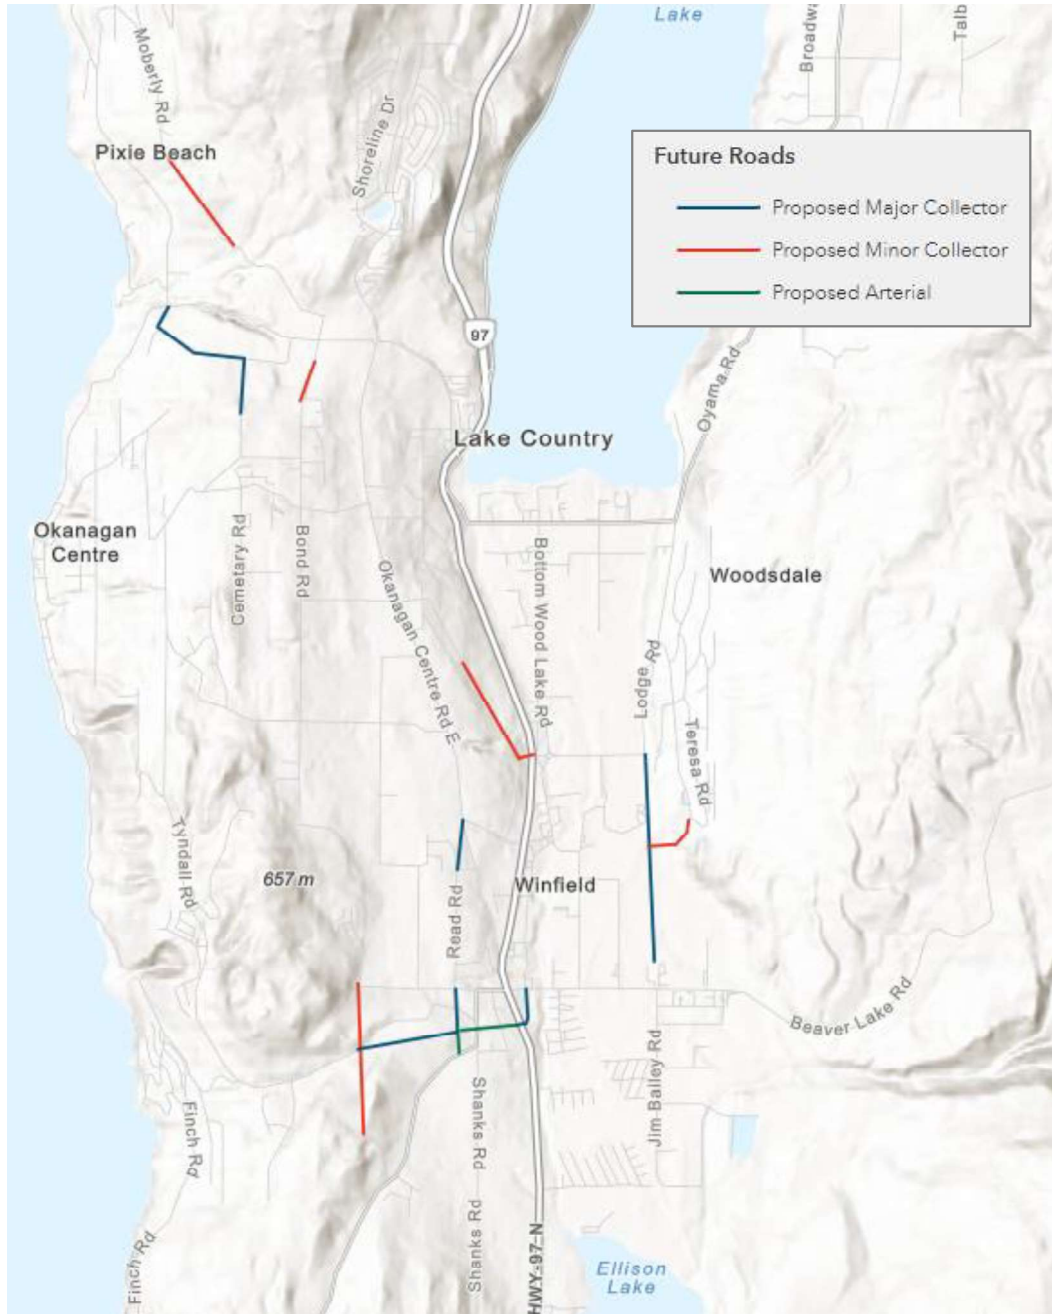 Lake
Broadwa
Talb
Moberly Rd
Pixie Beach
Shoreline Dr
Future Roads
Proposed Major Collector
Proposed Minor Collector
Proposed Arterial
97
Oyama Rd
Lake Country
Okanagan
Centre
Cemetary Rd
Bond Rd
Okanagan Centre Rd E
Bottom Wood Lake Rd
Woodsdale
Lodge Rd
Teresa Rd
Tyndall Rd
657 m
Winfield
Read Rd
Beaver Lake Rd
Finch Rd
Shanks Rd
Jim Bailey Rd
Finch Rd
Shanks Rd
HWY-97-N
Ellison
Lake